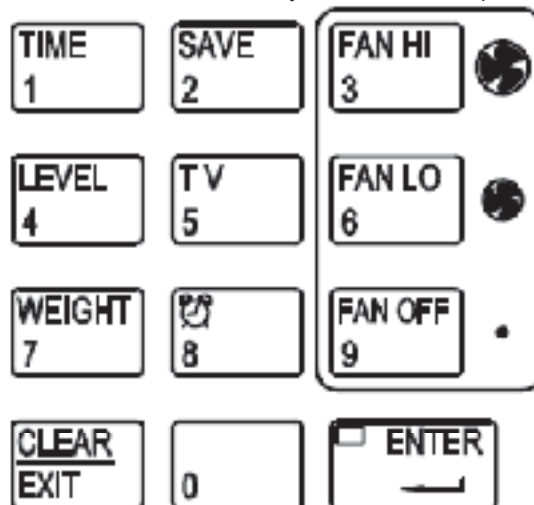 TIME
1
SAVE
2
FAN HI
3
LEVEL
4
T V
5
FAN LO
6
WEIGHT
7
8
FAN OFF
9
CLEAR
EXIT
0
ENTER